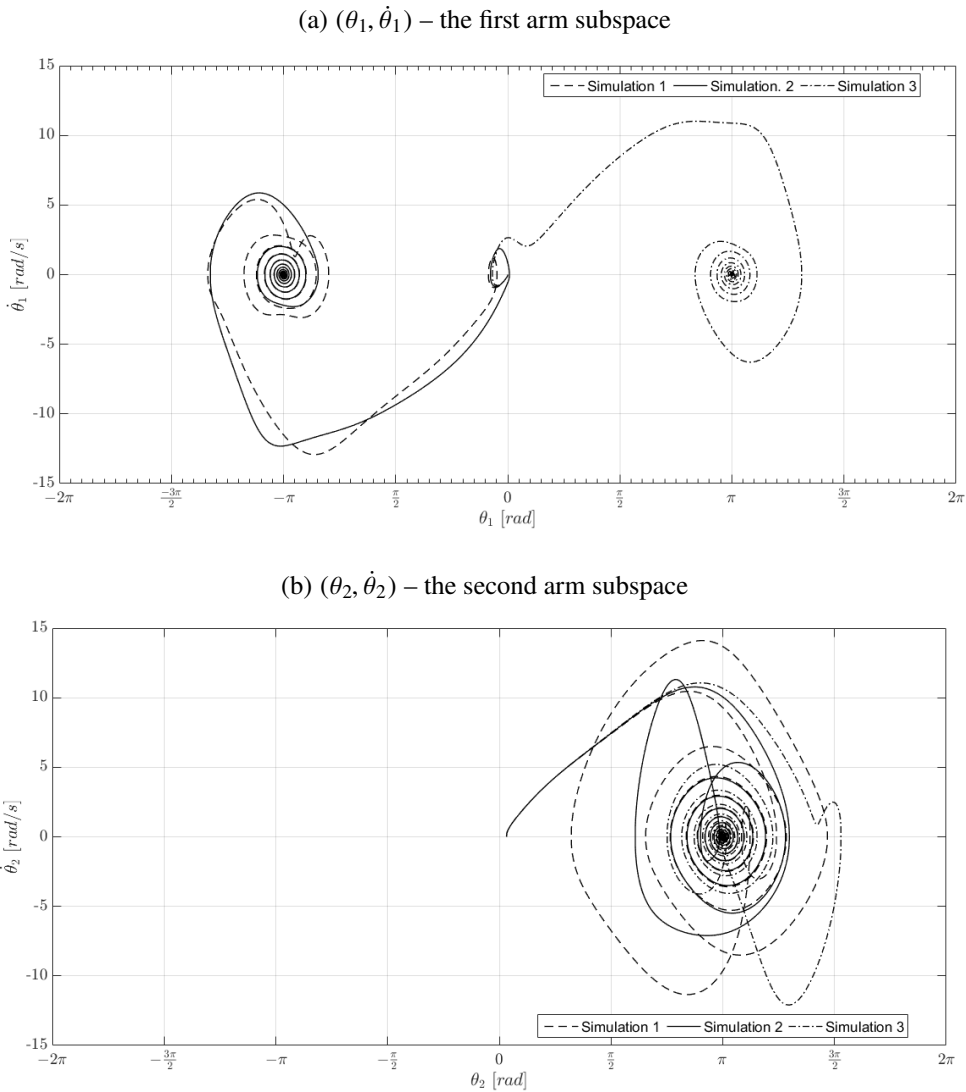 (a) (θ₁, θ̇₁) – the first arm subspace
15
Simulation 1 Simulation. 2 Simulation 3
10
5
0
-5
-10
-15
θ̇₁ [rad/s]
−2π −3π/2 −π π/2 0 π/2 π 3π/2 2π
θ₁ [rad]
(b) (θ₂, θ̇₂) – the second arm subspace
15
10
5
0
-5
-10
-15
θ̇₂ [rad/s]
Simulation 1 Simulation 2 Simulation 3
−2π −3π/2 −π −π/2 0 π/2 π 3π/2 2π
θ₂ [rad]